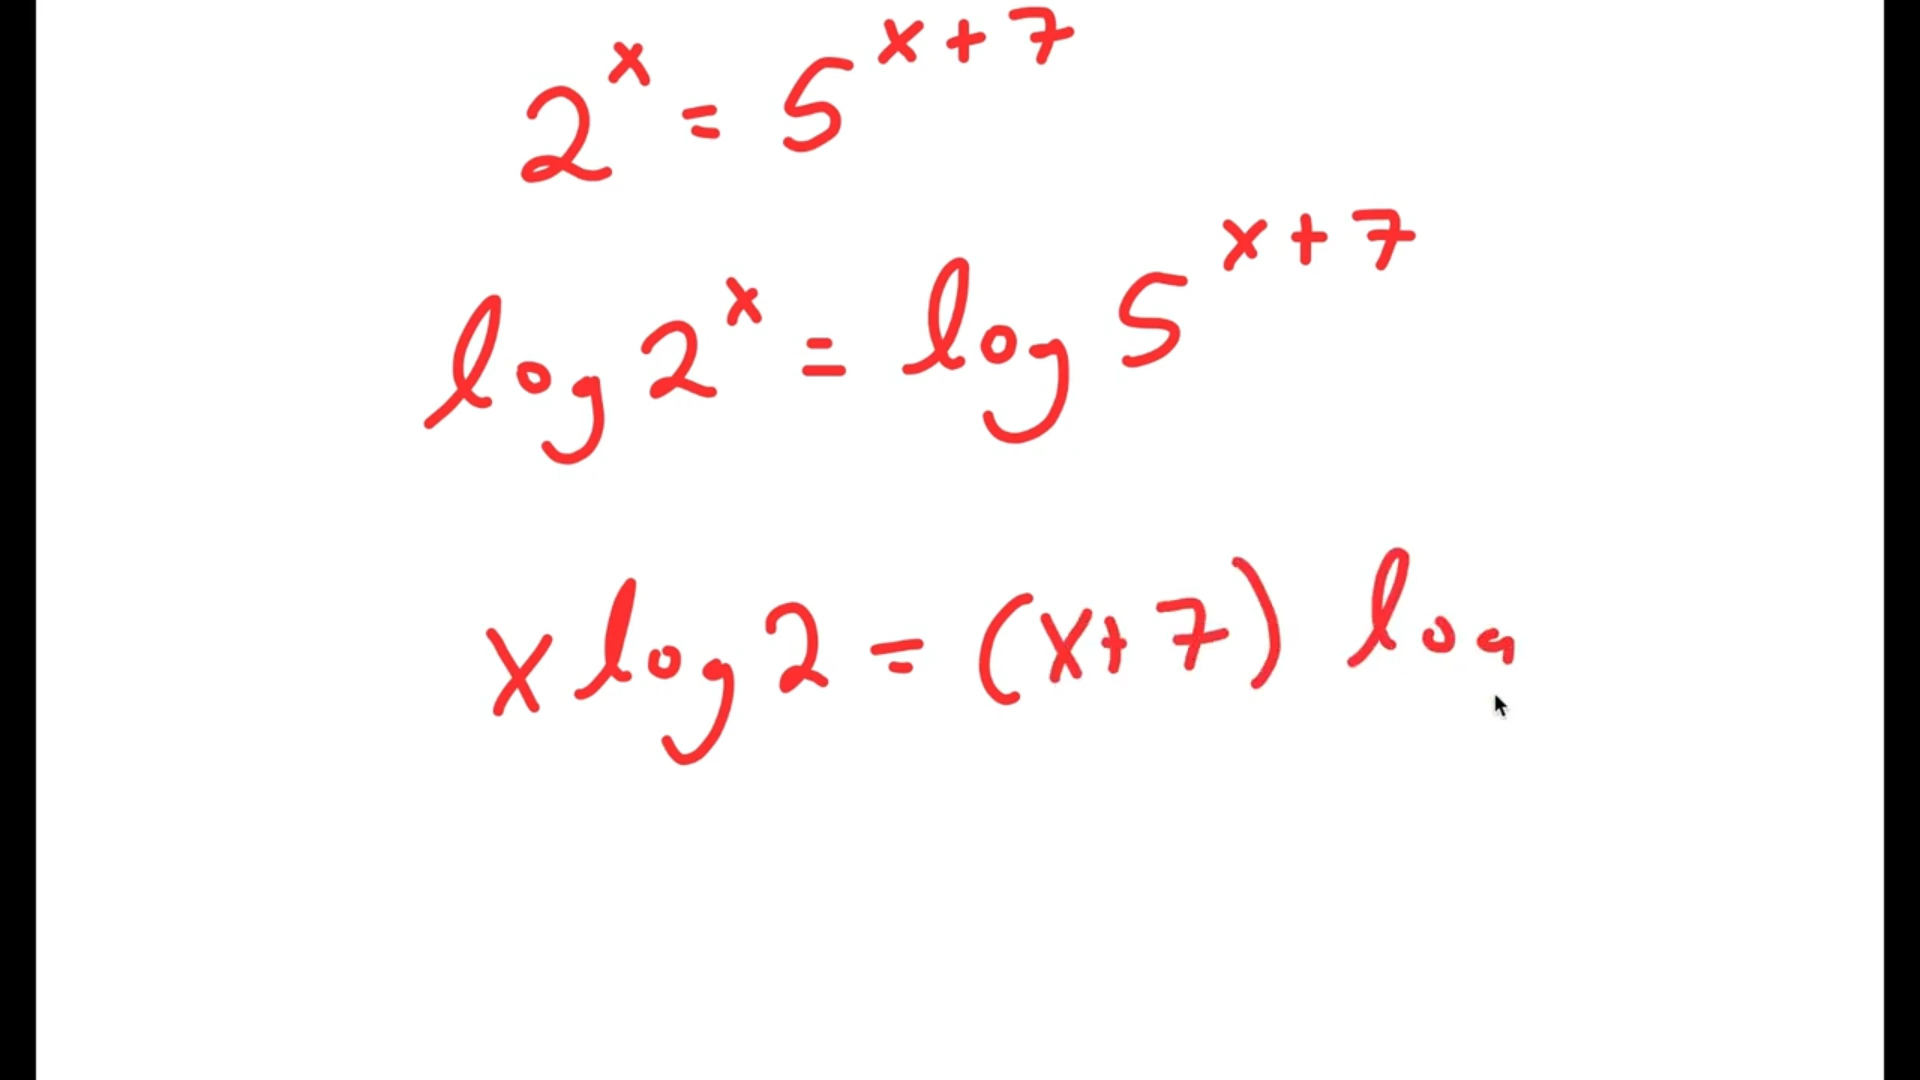 2^x = 5^{x+7}
log 2^x = log 5^{x+7}
x log 2 = (x+7) log